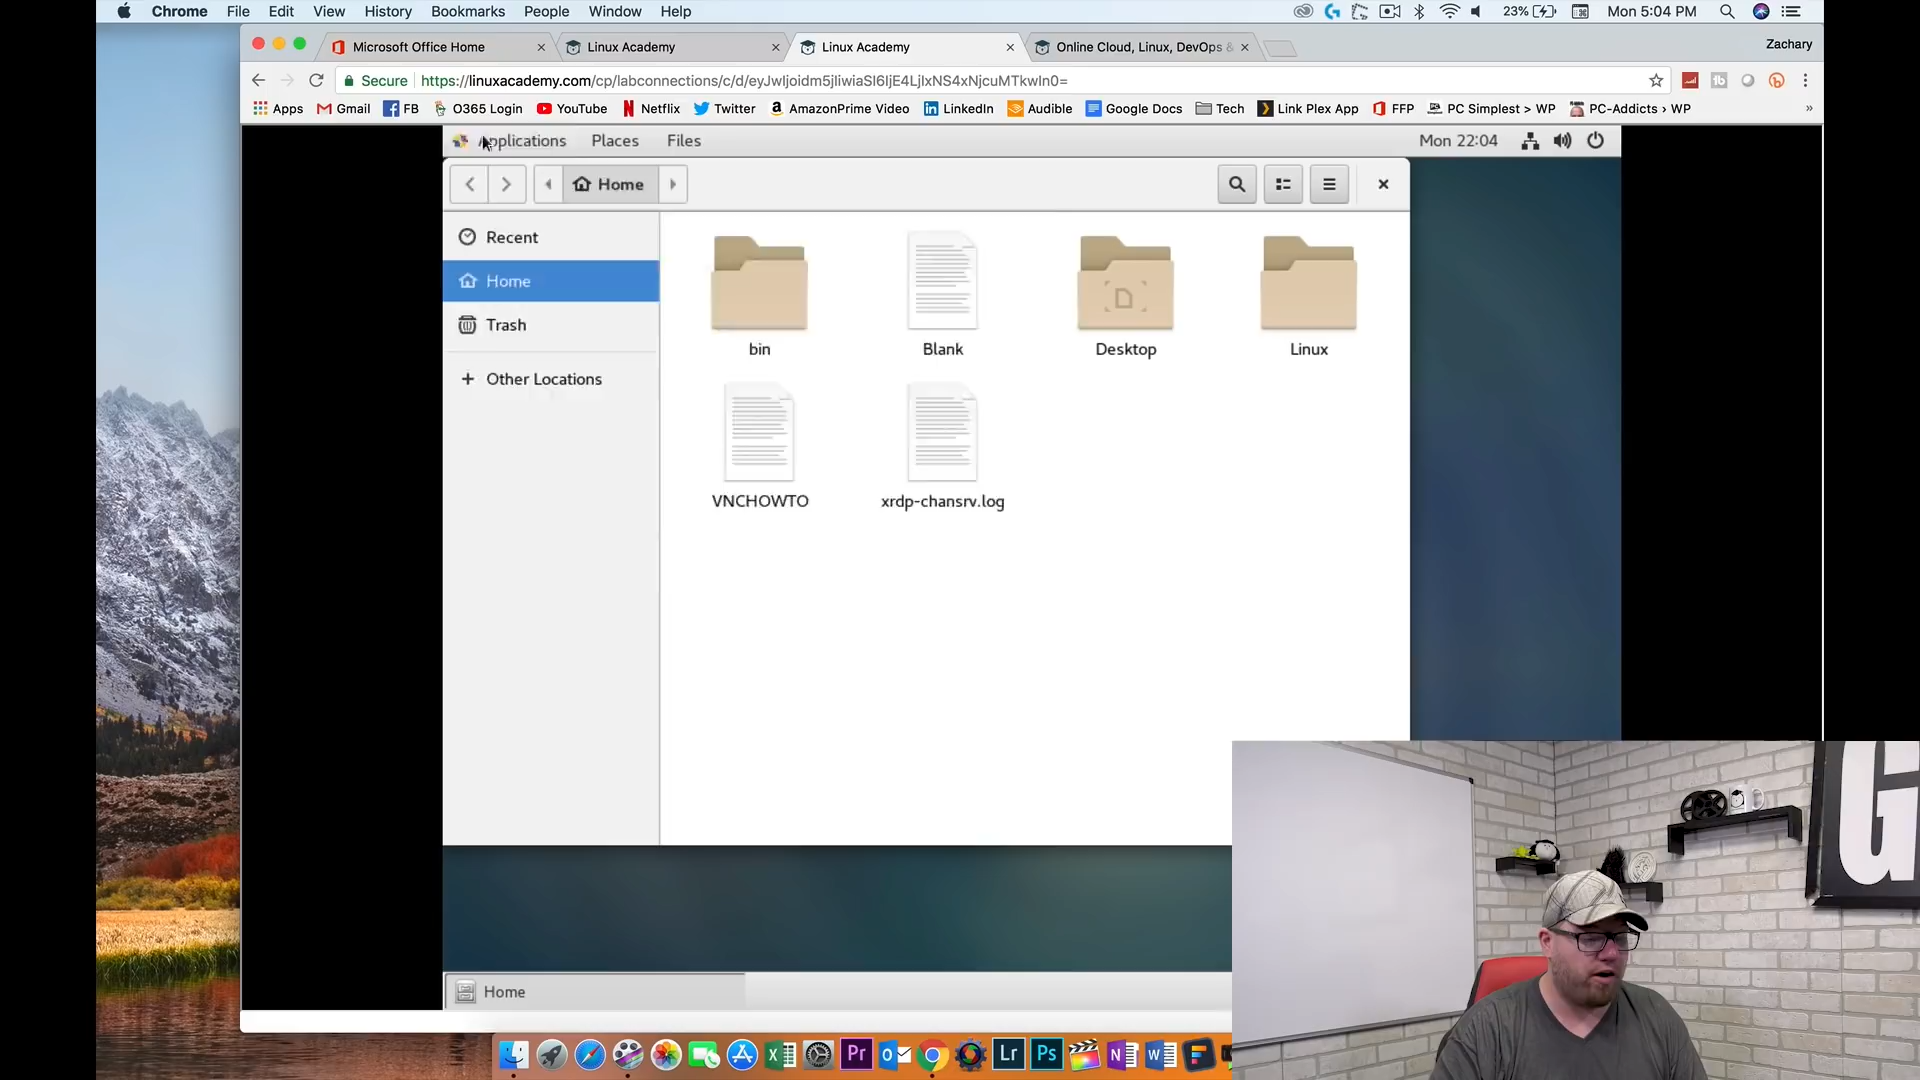 Chrome File Edit View History Bookmarks People Window Help 23% Mon 5:04 PM
Microsoft Office Home Linux Academy Linux Academy Online Cloud, Linux, DevOps & Zachary
Secure https://linuxacademy.com/cp/labconnections/c/d/
Apps Gmail FB O365 Login YouTube Netflix Twitter AmazonPrime Video LinkedIn Audible Google Docs Tech Link Plex App FFP PC Simplest > WP PC-Addicts > WP »
Applications Places Files Mon 22:04
Home
Recent
Home
Trash
Other Locations
bin Blank Desktop Linux
VNCHOWTO xrdp-chansrv.log
Home
Pr Lr Ps
G